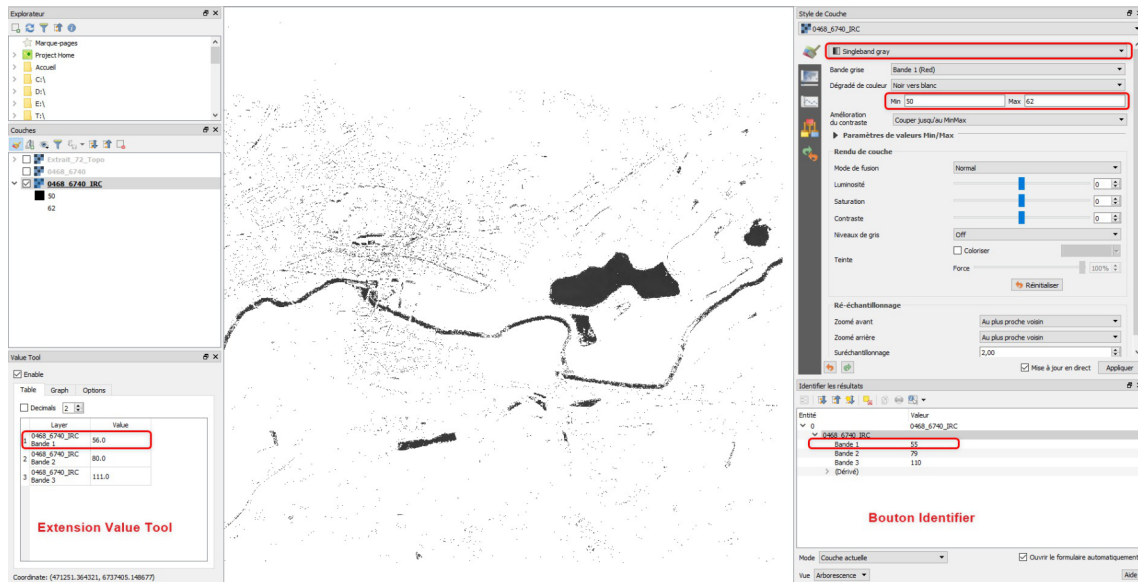 Explorateur
Marque-pages
Project Home
Accueil
C:\
D:\
E:\
T:\
Couches
Extrait_72_Topo
0468_6740
0468_6740_IRC
50
62
Value Tool
Enable
Table Graph Options
Decimals 2
Layer Value
1 0468_6740_IRC Bande 1 56.0
2 0468_6740_IRC Bande 2 80.0
3 0468_6740_IRC Bande 3 111.0
Extension Value Tool
Coordinate: (471251.364321, 6737405.148677)
Style de Couche
0468_6740_IRC
Singleband gray
Bande grise Bande 1 (Red)
Dégradé de couleur Noir vers blanc
Min 50 Max 62
Amélioration
du contraste Couper jusqu'au MinMax
Paramètres de valeurs Min/Max
Rendu de couche
Mode de fusion Normal
Luminosité 0
Saturation 0
Contraste 0
Niveaux de gris Off
Teinte
Coloriser
Force 100%
Réinitialiser
Ré-échantillonnage
Zoomé avant Au plus proche voisin
Zoomé arrière Au plus proche voisin
Suréchantillonnage 2,00
Mise à jour en direct Appliquer
Identifier les résultats
Entité Valeur
0 0468_6740_IRC
0468_6740_IRC
Bande 1 55
Bande 2 79
Bande 3 110
(Dérivé)
Bouton Identifier
Mode Couche actuelle Ouvrir le formulaire automatiquement
Vue Arborescence Aide